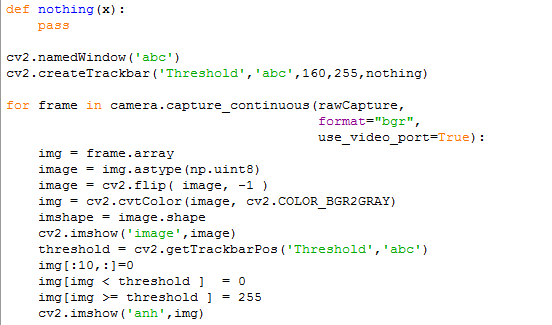 def nothing(x):
    pass

cv2.namedWindow('abc')
cv2.createTrackbar('Threshold','abc',160,255,nothing)

for frame in camera.capture_continuous(rawCapture,
                                       format="bgr",
                                       use_video_port=True):
    img = frame.array
    image = img.astype(np.uint8)
    image = cv2.flip( image, -1 )
    img = cv2.cvtColor(image, cv2.COLOR_BGR2GRAY)
    imshape = image.shape
    cv2.imshow('image',image)
    threshold = cv2.getTrackbarPos('Threshold','abc')
    img[:10,:]=0
    img[img < threshold ]  = 0
    img[img >= threshold ] = 255
    cv2.imshow('anh',img)